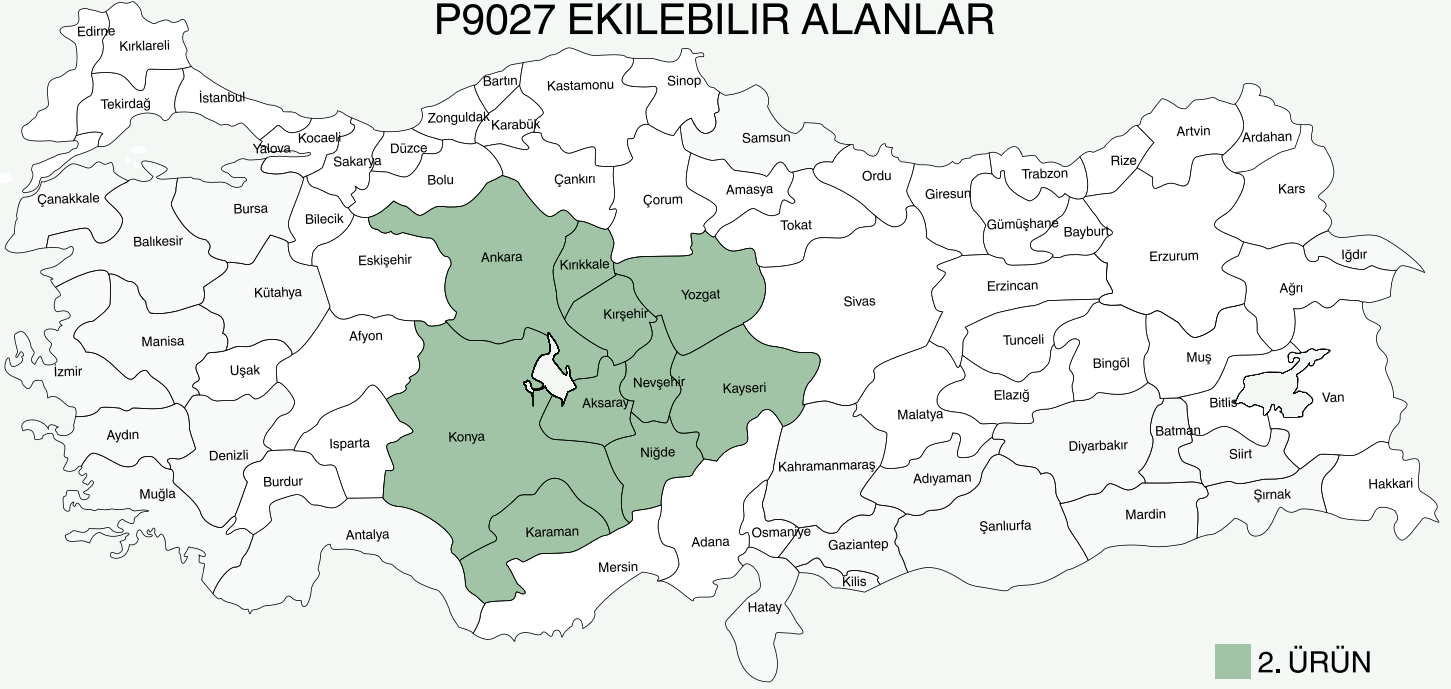 P9027 EKILEBILIR ALANLAR
Edirne
Kırklareli
Tekirdağ
İstanbul
Yalova
Kocaeli
Sakarya
Düzce
Zonguldak
Bartın
Karabük
Kastamonu
Sinop
Samsun
Bolu
Çankırı
Çorum
Amasya
Tokat
Ordu
Giresun
Gümüşhane
Trabzon
Bayburt
Rize
Artvin
Ardahan
Kars
Iğdır
Ağrı
Erzurum
Erzincan
Sivas
Çanakkale
Balıkesir
Bursa
Bilecik
Eskişehir
Kütahya
Ankara
Kırıkkale
Kırşehir
Yozgat
Manisa
İzmir
Uşak
Afyon
Konya
Aksaray
Nevşehir
Kayseri
Niğde
Karaman
Tunceli
Bingöl
Muş
Elazığ
Malatya
Bitlis
Van
Aydın
Denizli
Isparta
Burdur
Muğla
Antalya
Mersin
Adana
Kahramanmaraş
Osmaniye
Gaziantep
Kilis
Hatay
Adıyaman
Şanlıurfa
Diyarbakır
Batman
Siirt
Mardin
Şırnak
Hakkari
2. ÜRÜN